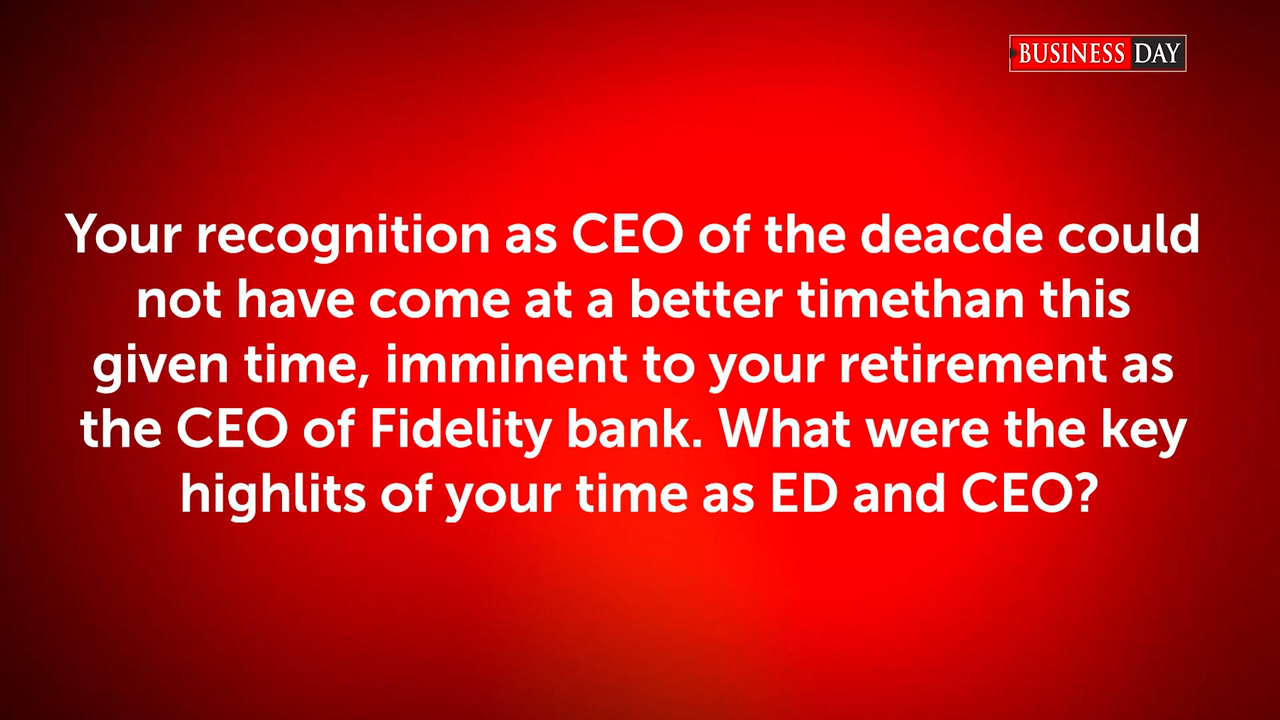 BUSINESS DAY
Your recognition as CEO of the deacde could
not have come at a better timethan this
given time, imminent to your retirement as
the CEO of Fidelity bank. What were the key
highlits of your time as ED and CEO?